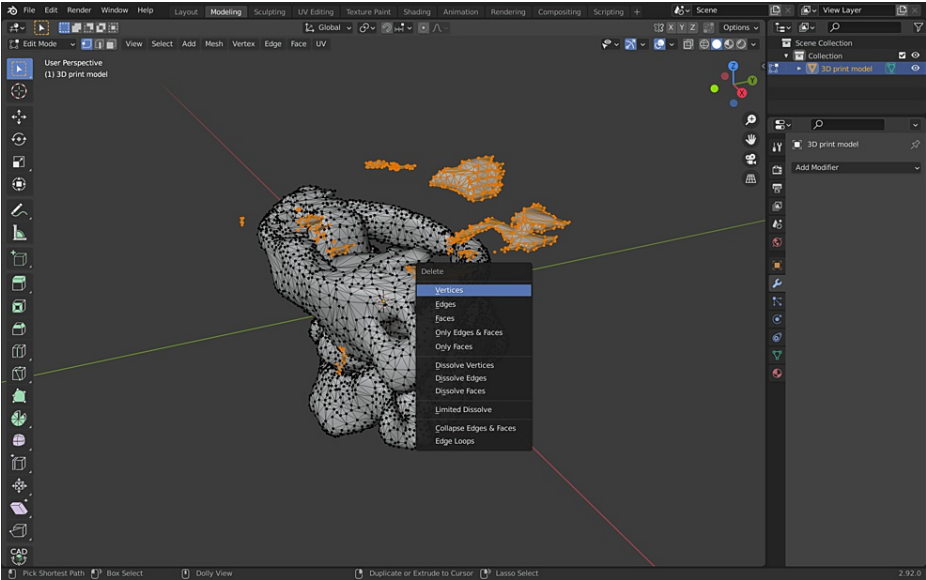 File Edit Render Window Help Layout Modeling Sculpting UV Editing Texture Paint Shading Animation Rendering Compositing Scripting + Scene View Layer
Global X Y Z Options
Edit Mode View Select Add Mesh Vertex Edge Face UV
Scene Collection
Collection
3D print model
User Perspective
(1) 3D print model
Z
Y
X
3D print model
Add Modifier
Delete
Vertices
Edges
Faces
Only Edges & Faces
Only Faces
Dissolve Vertices
Dissolve Edges
Dissolve Faces
Limited Dissolve
Collapse Edges & Faces
Edge Loops
CAD
Pick Shortest Path Box Select Dolly View Duplicate or Extrude to Cursor Lasso Select 2.92.0